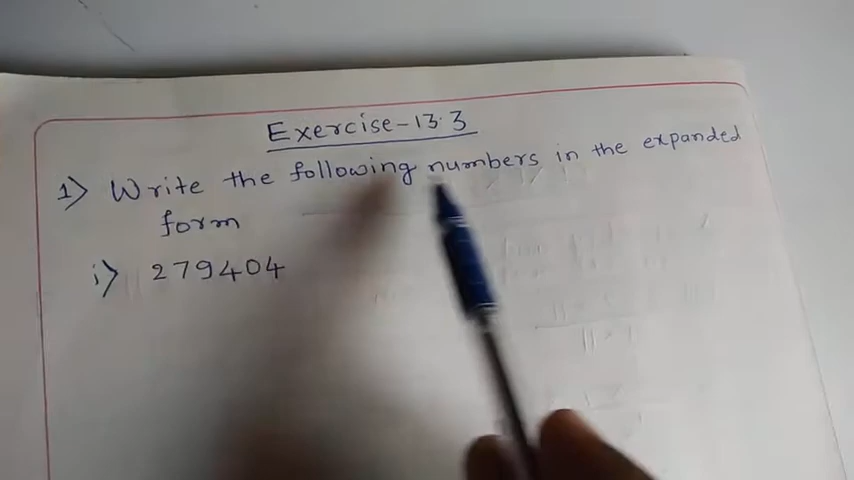 Exercise-13.3
1) Write the following numbers in the expanded
form
i) 279404